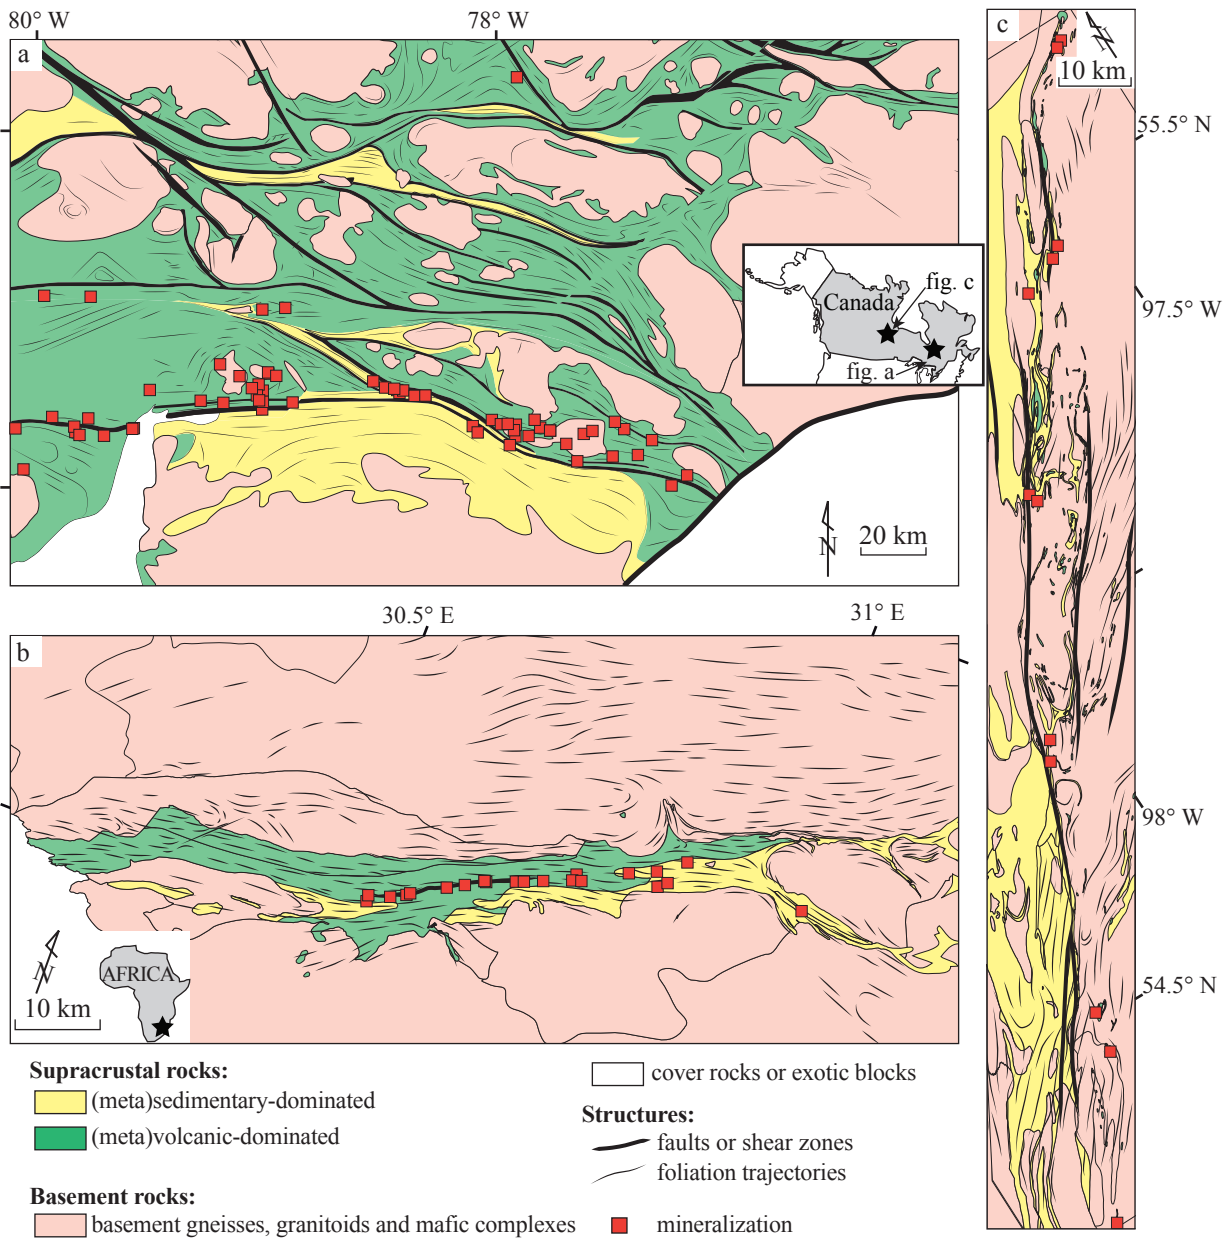 80° W
78° W
a
N
20 km
Canada
fig. c
fig. a
c
N
10 km
55.5° N
97.5° W
98° W
54.5° N
30.5° E
31° E
b
N
10 km
AFRICA
Supracrustal rocks:
(meta)sedimentary-dominated
(meta)volcanic-dominated
Basement rocks:
basement gneisses, granitoids and mafic complexes
cover rocks or exotic blocks
Structures:
faults or shear zones
foliation trajectories
mineralization